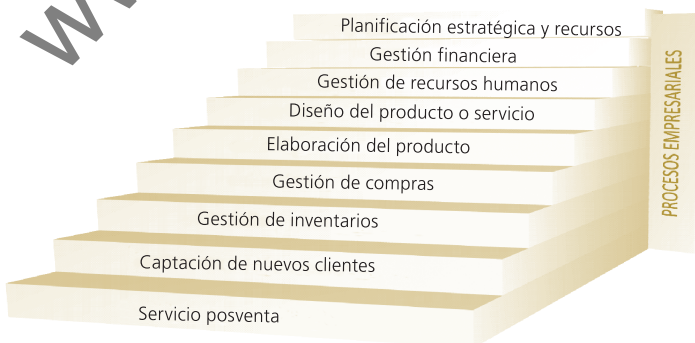 Planificación estratégica y recursos
Gestión financiera
Gestión de recursos humanos
Diseño del producto o servicio
Elaboración del producto
Gestión de compras
Gestión de inventarios
Captación de nuevos clientes
Servicio posventa
PROCESOS EMPRESARIALES